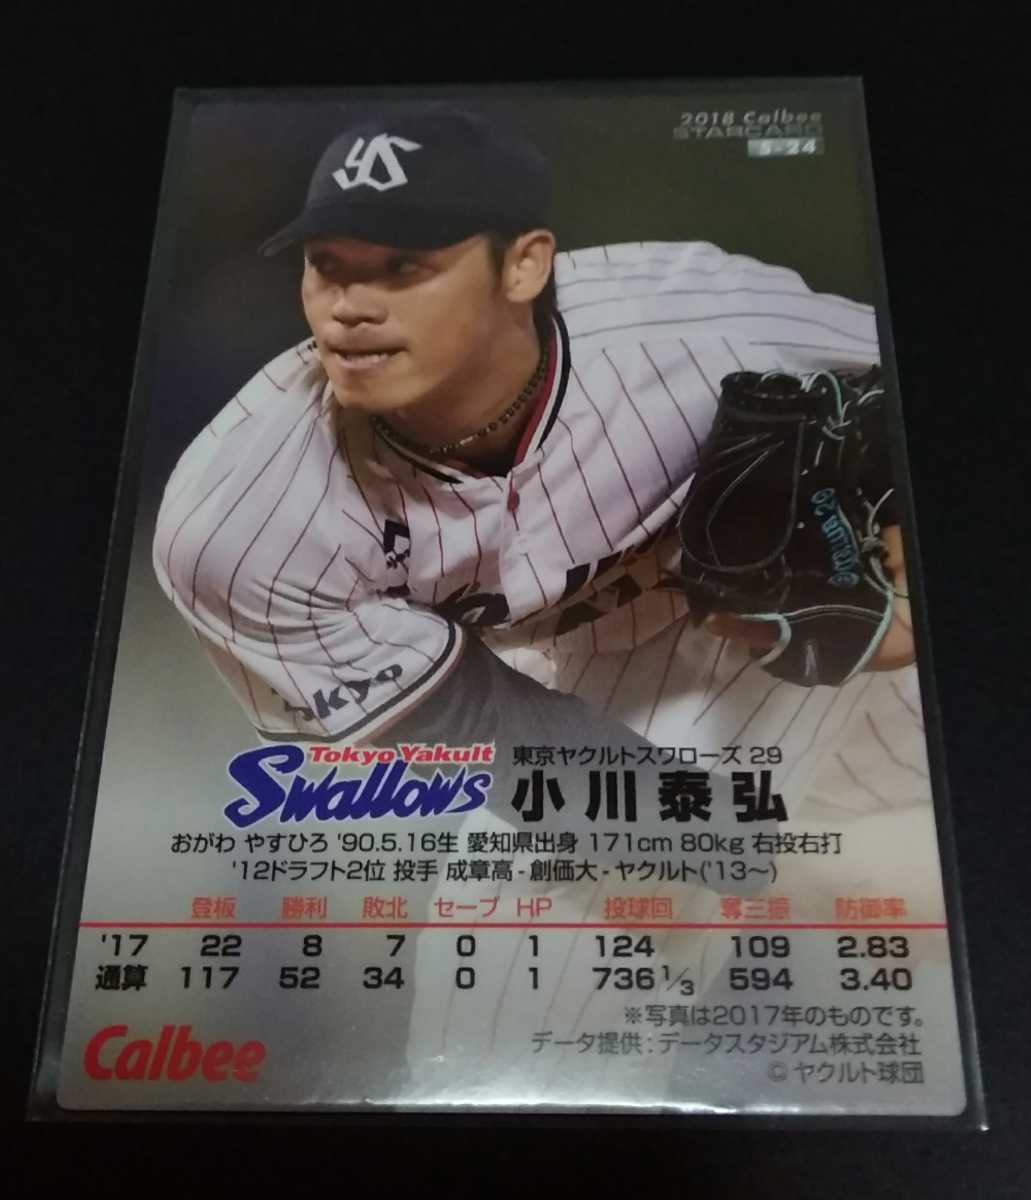 2018 Calbee
STARCARD
S-24
YS
Tokyo Yakult
Swallows
東京ヤクルトスワローズ 29
小川泰弘
おがわ やすひろ '90.5.16生 愛知県出身 171cm 80kg 右投右打
'12ドラフト2位 投手 成章高-創価大-ヤクルト('13~)
登板 勝利 敗北 セーブ HP 投球回 奪三振 防御率
'17 22 8 7 0 1 124 109 2.83
通算 117 52 34 0 1 736 1/3 594 3.40
※写真は2017年のものです。
Calbee
データ提供:データスタジアム株式会社
© ヤクルト球団